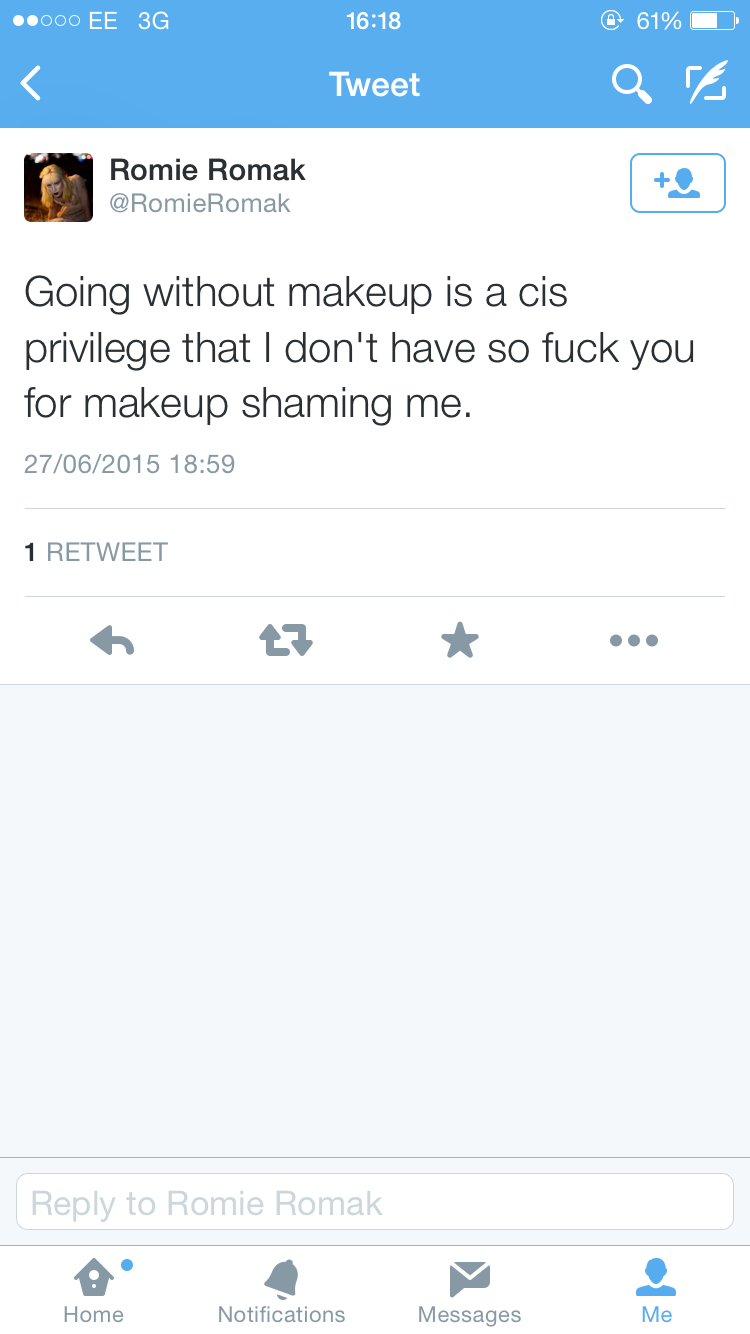 EE 3G 16:18 61%
Tweet
Romie Romak
@RomieRomak
Going without makeup is a cis
privilege that I don't have so fuck you
for makeup shaming me.
27/06/2015 18:59
1 RETWEET
Reply to Romie Romak
Home Notifications Messages Me